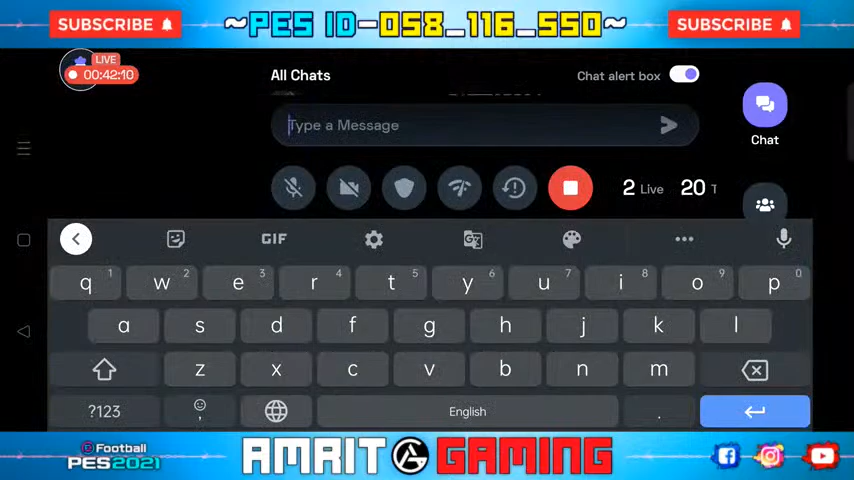 SUBSCRIBE
~PES ID-058_116_550~
SUBSCRIBE
LIVE
00:42:10
All Chats
Chat alert box
Type a Message
Chat
2 Live 20 T
GIF
q 1 w 2 e 3 r 4 t 5 y 6 u 7 i 8 o 9 p 0
a s d f g h j k l
z x c v b n m
?123 , English .
eFootball
PES2021
AMRIT GAMING